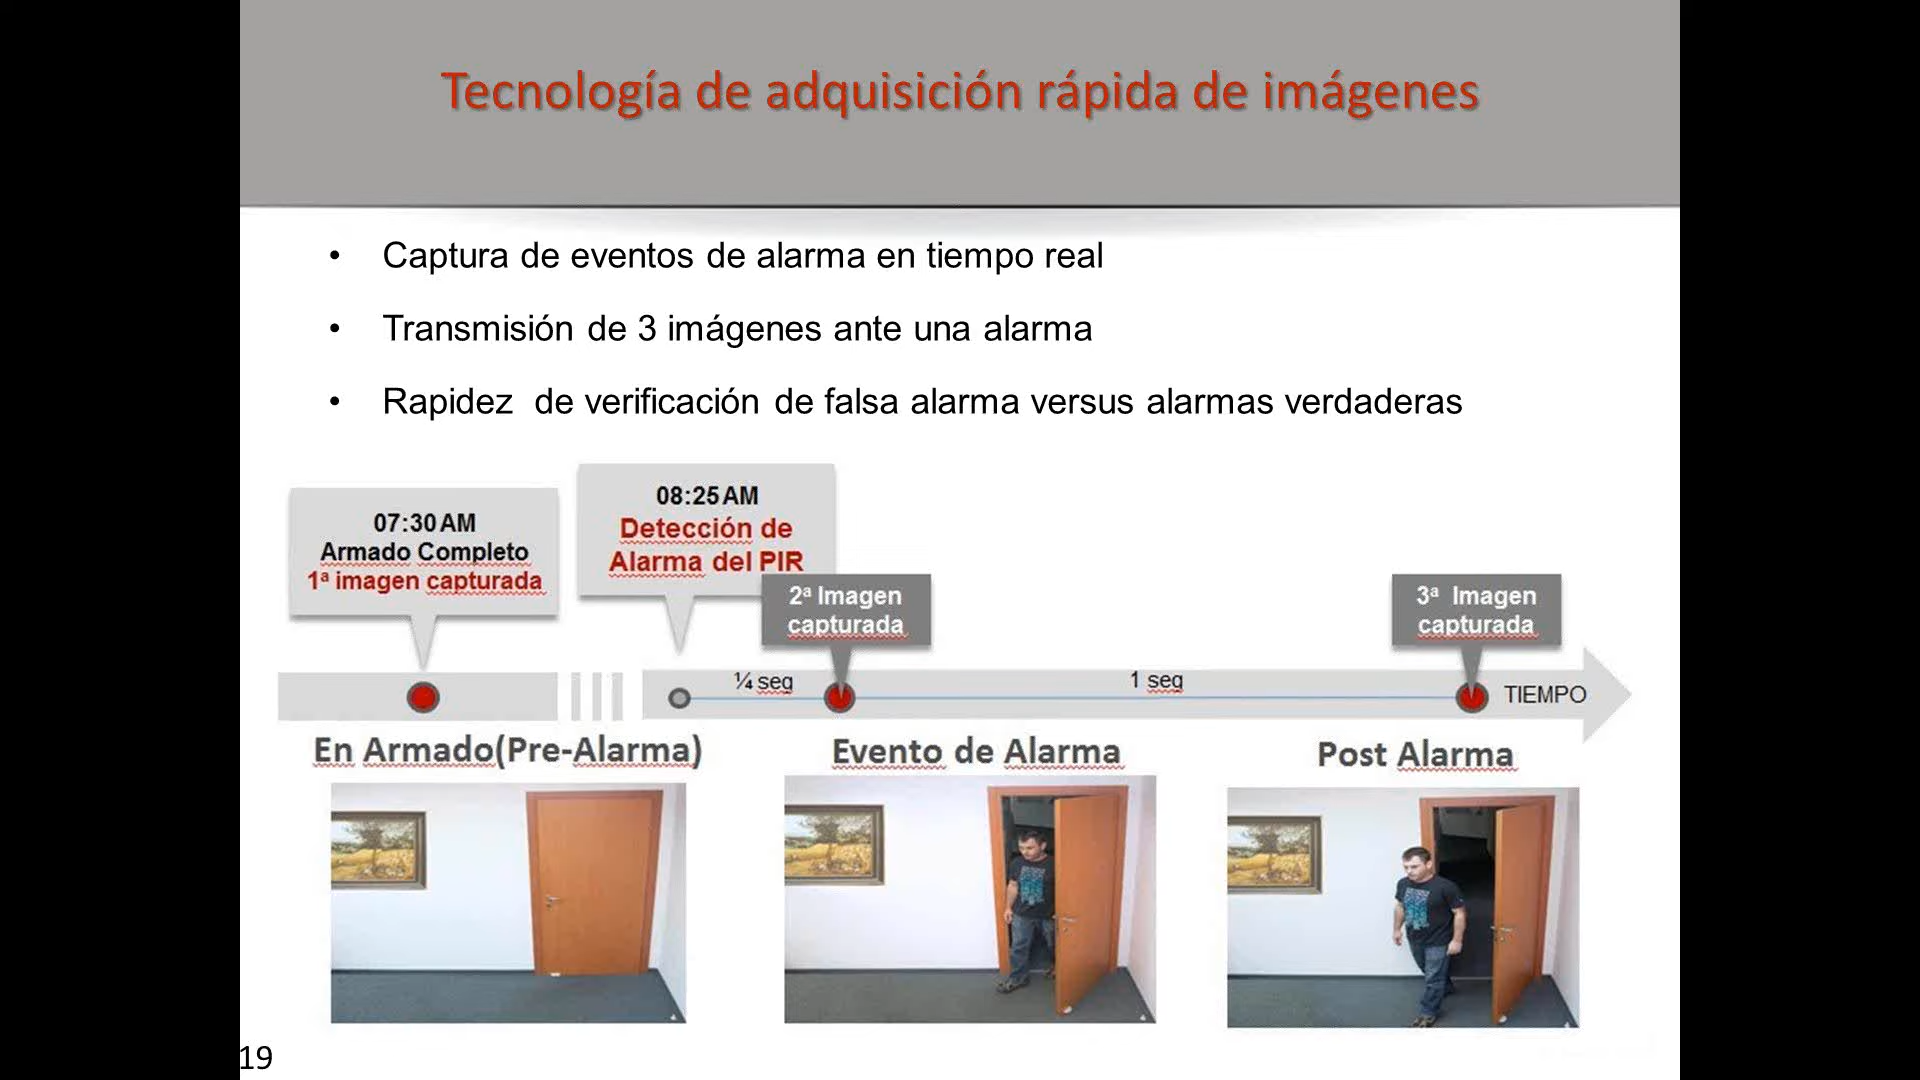 Tecnología de adquisición rápida de imágenes
• Captura de eventos de alarma en tiempo real
• Transmisión de 3 imágenes ante una alarma
• Rapidez de verificación de falsa alarma versus alarmas verdaderas
07:30 AM
Armado Completo
1ª imagen capturada
08:25 AM
Detección de
Alarma del PIR
2ª Imagen
capturada
3ª Imagen
capturada
¼ seg
1 seg
TIEMPO
En Armado(Pre-Alarma)
Evento de Alarma
Post Alarma
19